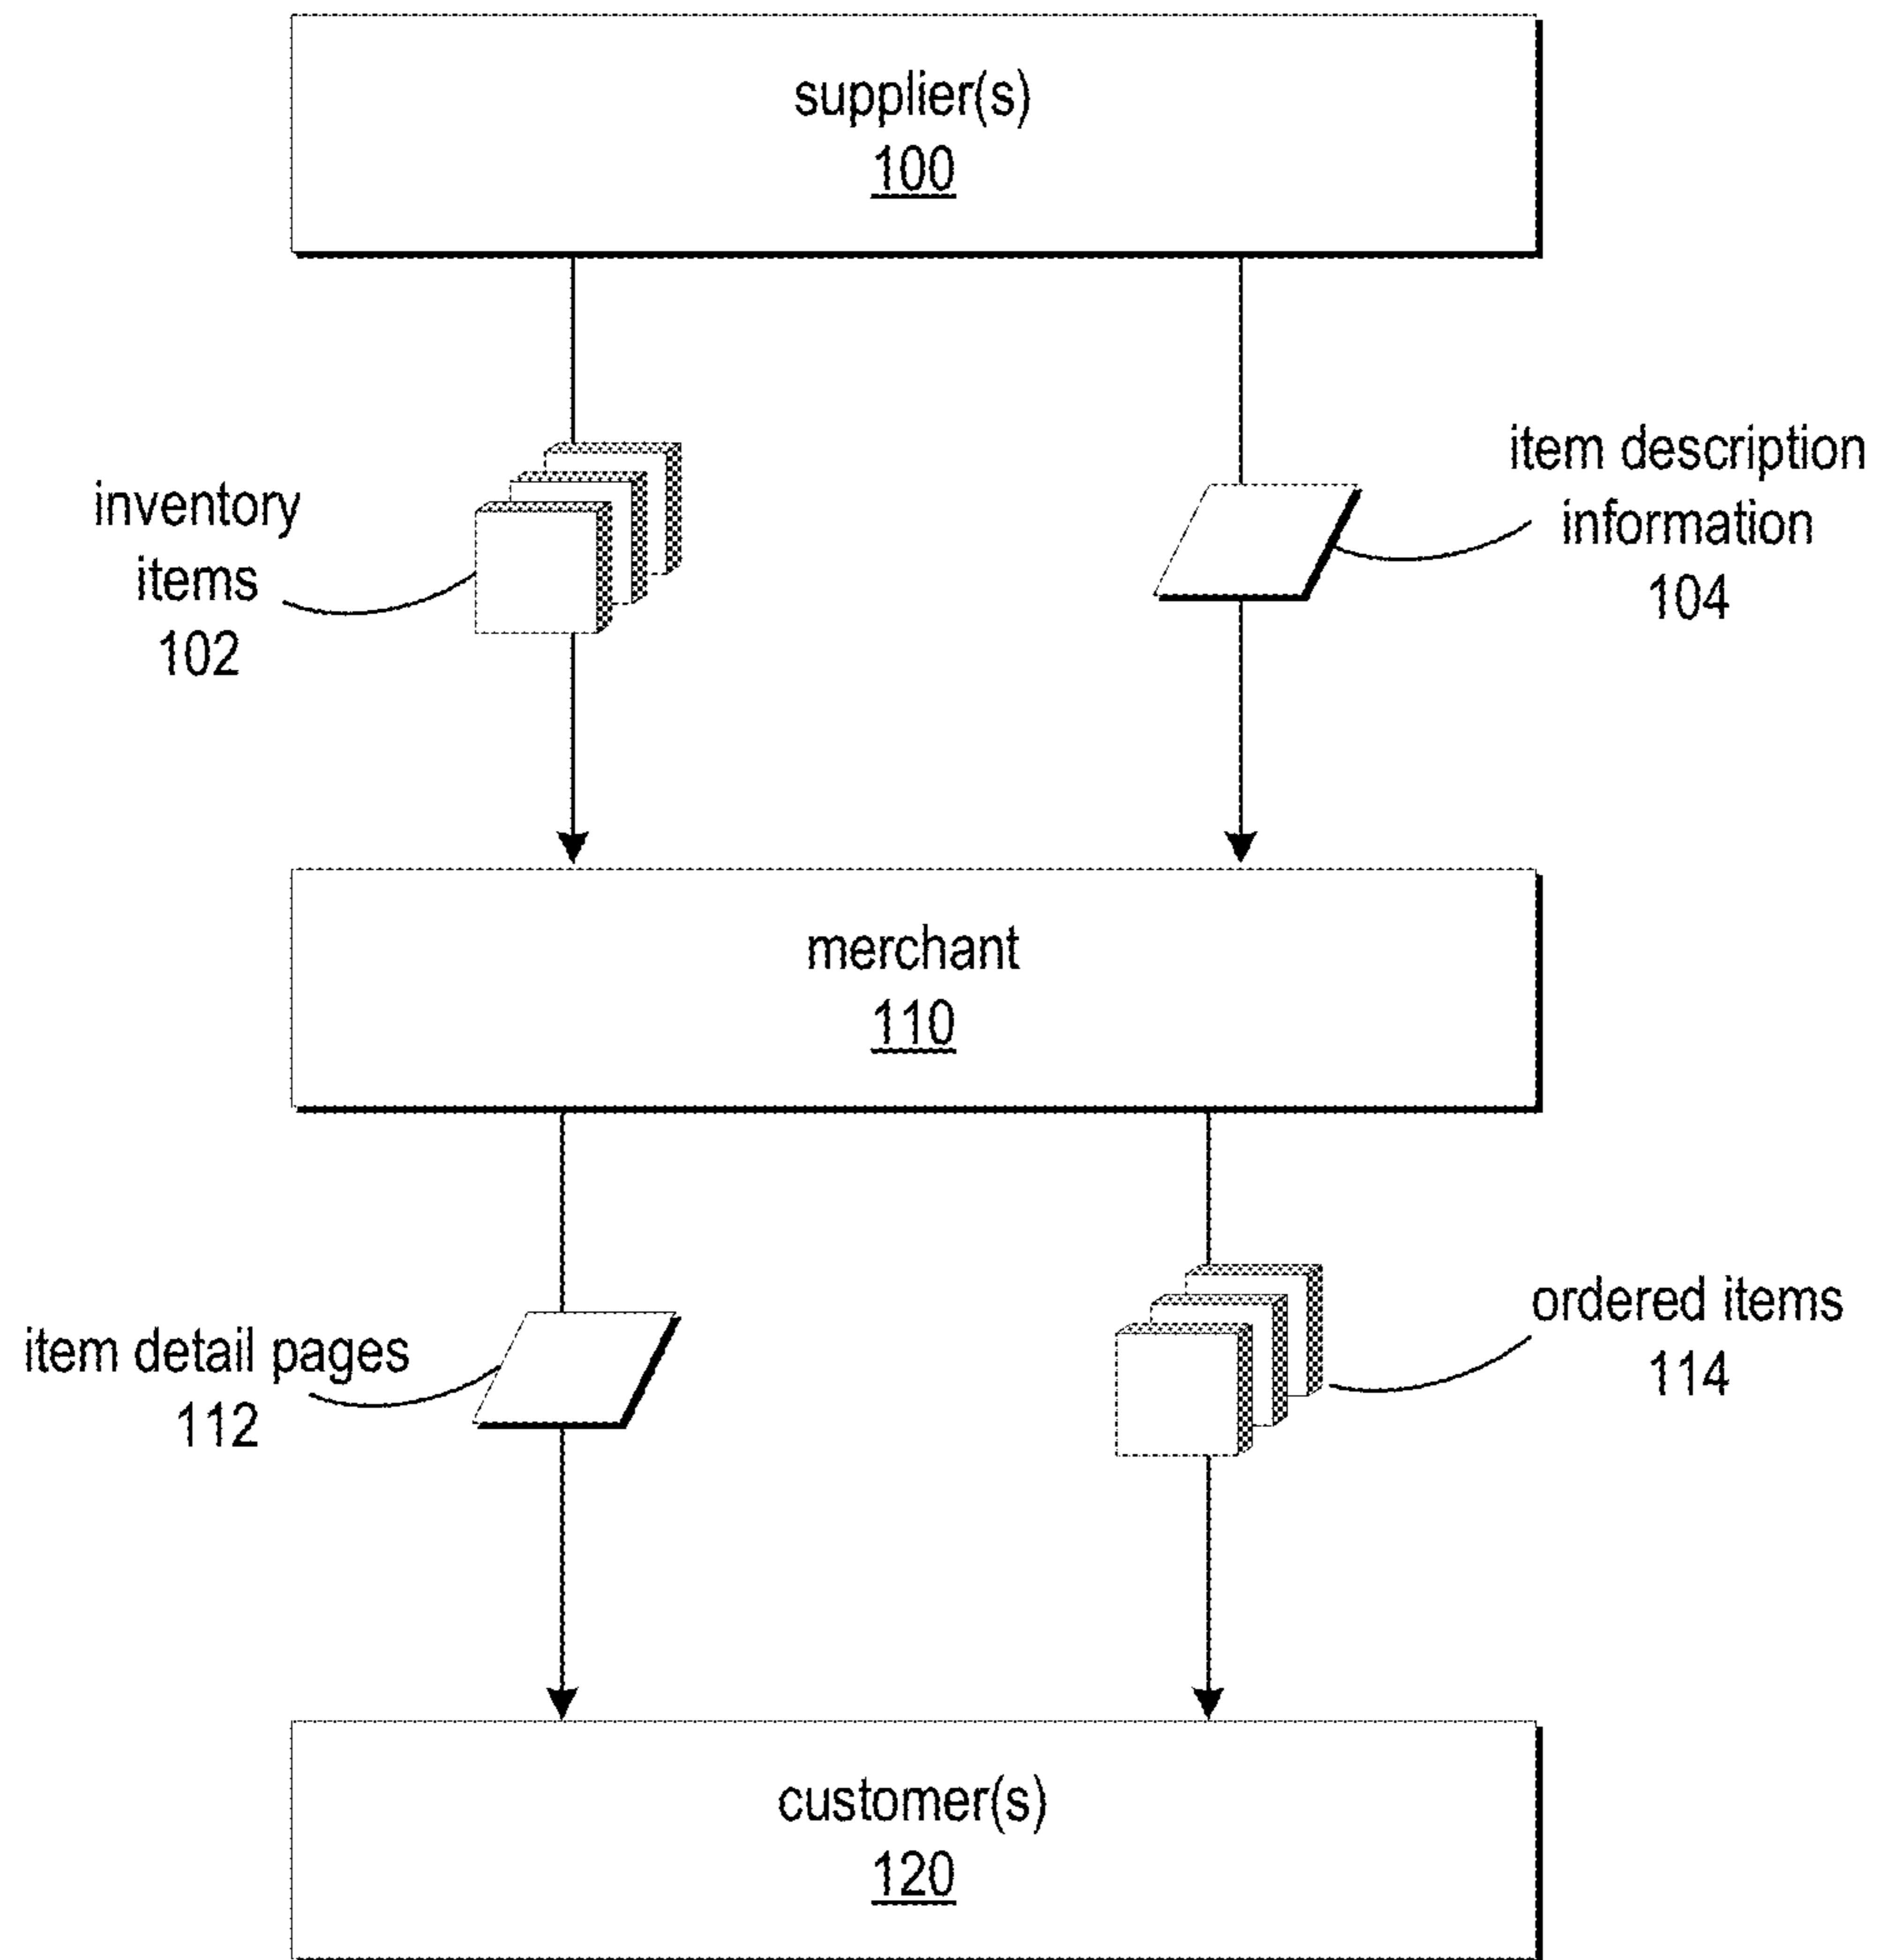 supplier(s)
100
inventory
items
102
item description
information
104
merchant
110
item detail pages
112
ordered items
114
customer(s)
120